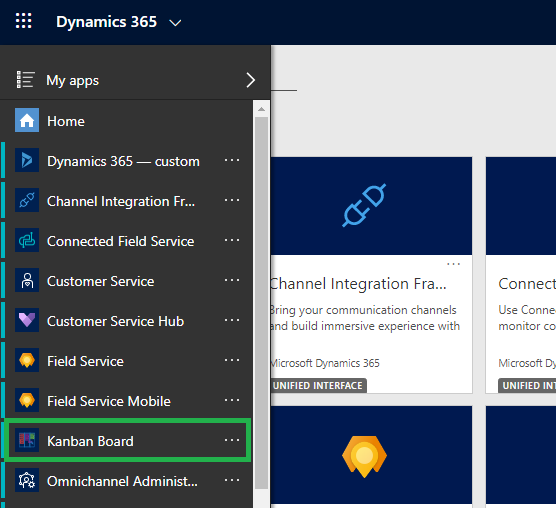 Dynamics 365
My apps
Home
Dynamics 365 — custom
Channel Integration Fr...
Connected Field Service
Customer Service
Customer Service Hub
Field Service
Field Service Mobile
Kanban Board
Omnichannel Administ...
Channel Integration Fra...
Bring your communication channels
and build immersive experience with
Microsoft Dynamics 365
UNIFIED INTERFACE
Connect
Use Connec
monitor co
Microsoft Dy
UNIFIED INT